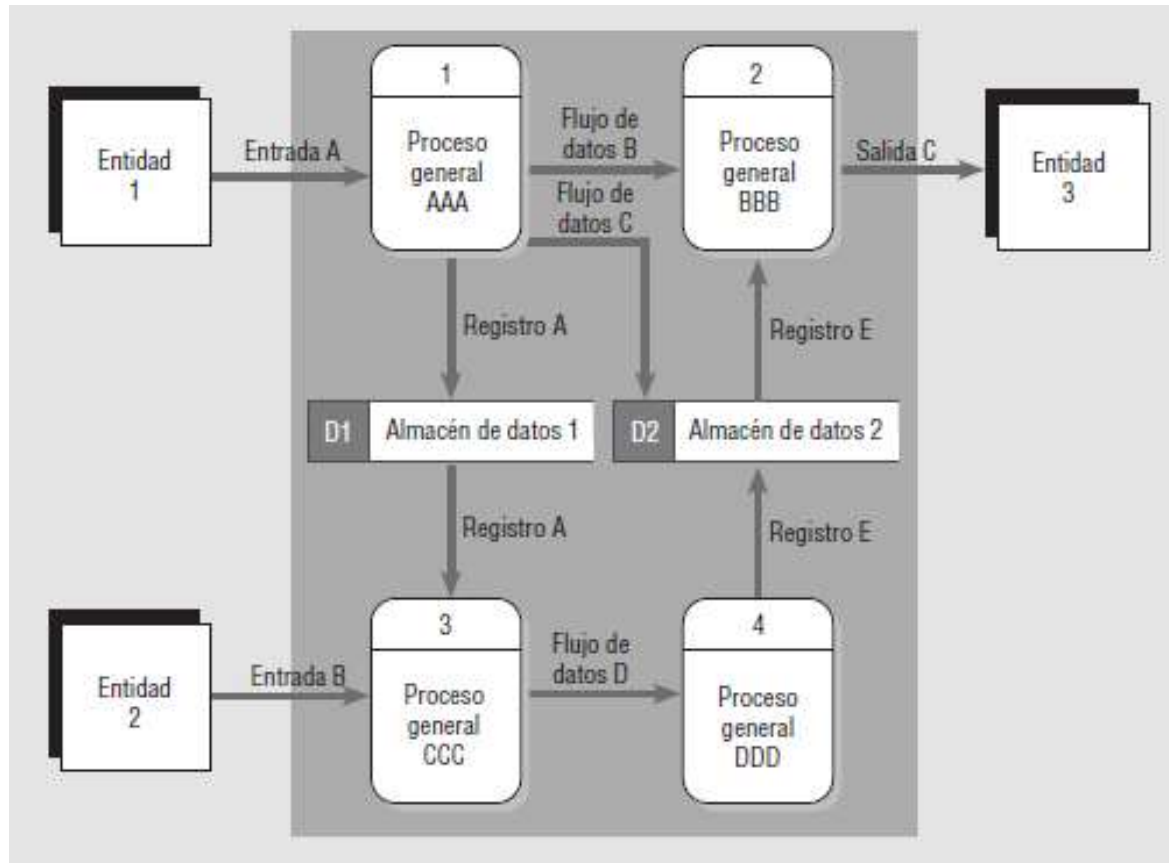 1
Proceso
general
AAA
2
Proceso
general
BBB
Entidad
1
Entrada A
Flujo de
datos B
Flujo de
datos C
Salida C
Entidad
3
Registro A
Registro E
D1
Almacén de datos 1
D2
Almacén de datos 2
Registro A
Registro E
3
Proceso
general
CCC
4
Proceso
general
DDD
Entidad
2
Entrada B
Flujo de
datos D